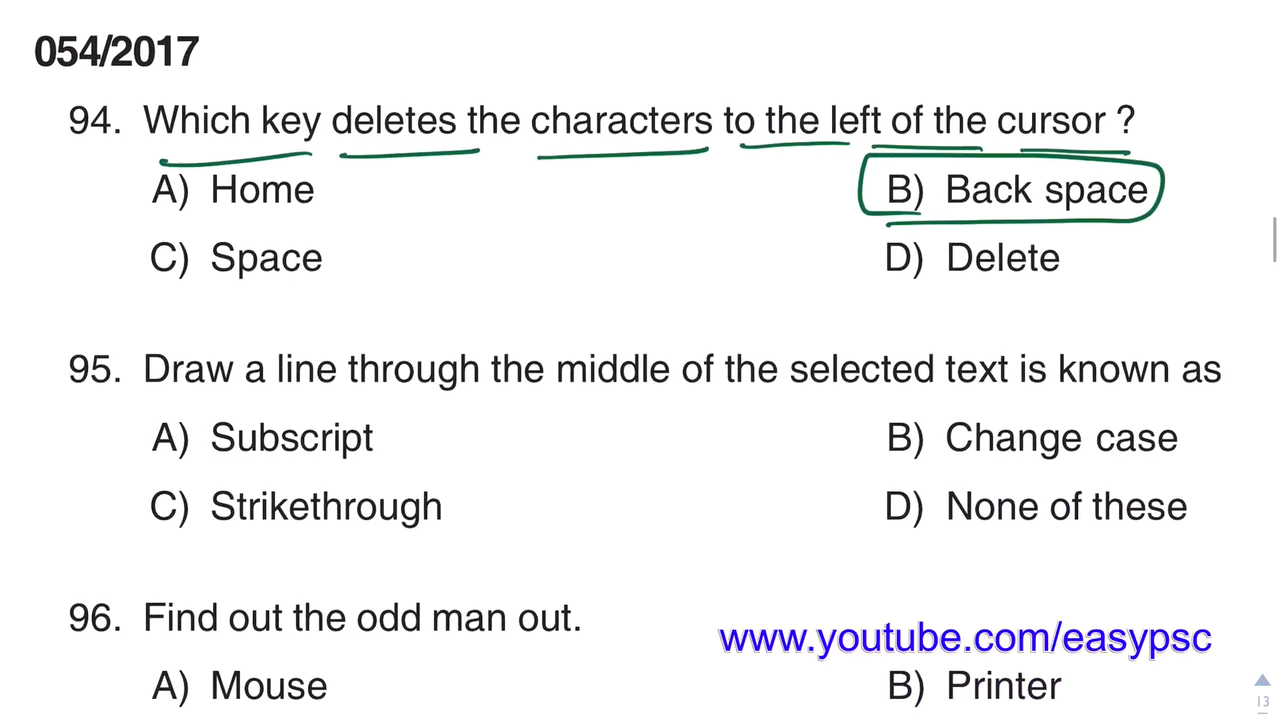 054/2017
94. Which key deletes the characters to the left of the cursor ?
A) Home B) Back space
C) Space D) Delete
95. Draw a line through the middle of the selected text is known as
A) Subscript B) Change case
C) Strikethrough D) None of these
96. Find out the odd man out.
www.youtube.com/easypsc
A) Mouse B) Printer
13